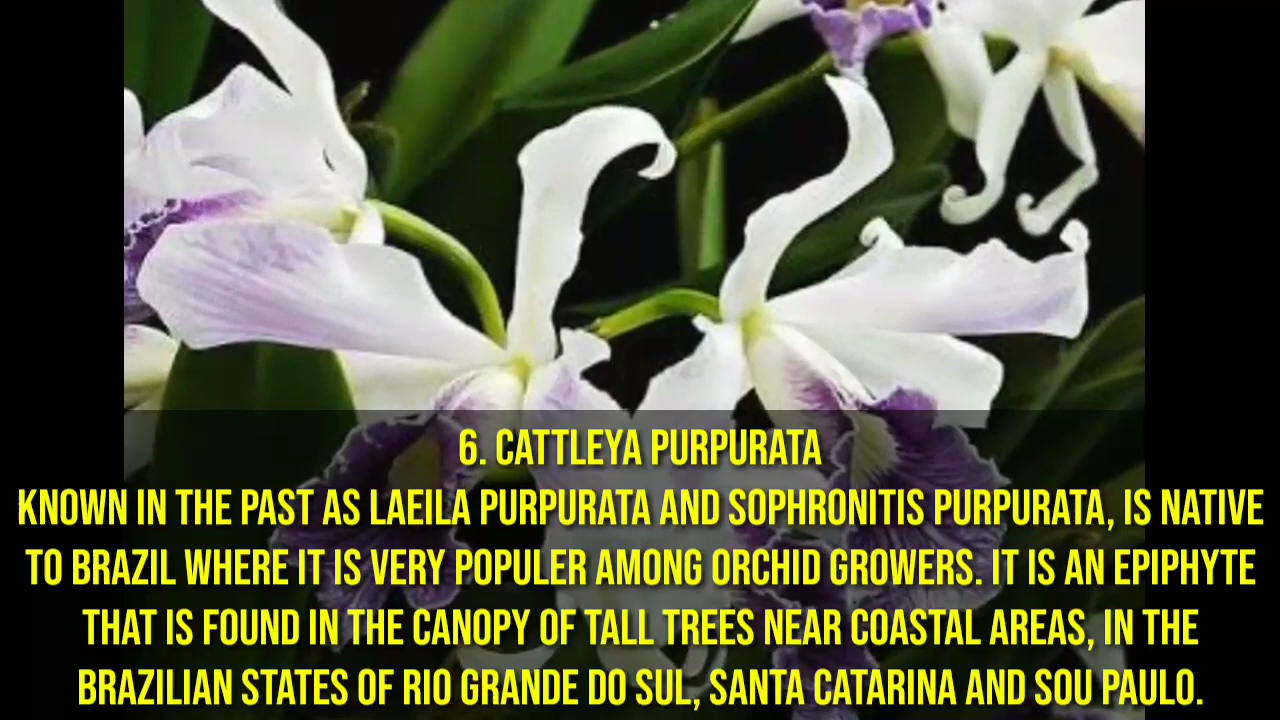 6. CATTLEYA PURPURATA
KNOWN IN THE PAST AS LAEILA PURPURATA AND SOPHRONITIS PURPURATA, IS NATIVE
TO BRAZIL WHERE IT IS VERY POPULER AMONG ORCHID GROWERS. IT IS AN EPIPHYTE
THAT IS FOUND IN THE CANOPY OF TALL TREES NEAR COASTAL AREAS, IN THE
BRAZILIAN STATES OF RIO GRANDE DO SUL, SANTA CATARINA AND SOU PAULO.